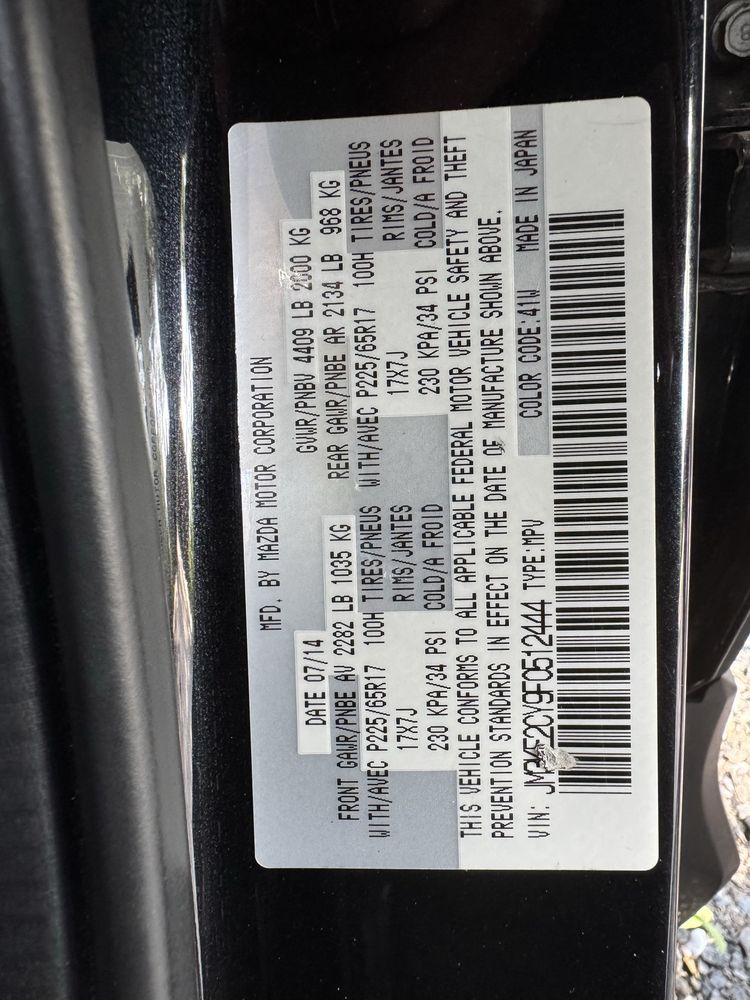 MFD. BY MAZDA MOTOR CORPORATION
DATE 07/14
GVWR/PNBV 4409 LB 2000 KG
FRONT GAWR/PNBE AV 2282 LB 1035 KG
REAR GAWR/PNBE AR 2134 LB 968 KG
WITH/AVEC P225/65R17 100H TIRES/PNEUS
WITH/AVEC P225/65R17 100H TIRES/PNEUS
17X7J RIMS/JANTES
17X7J RIMS/JANTES
230 KPA/34 PSI COLD/A FROID
230 KPA/34 PSI COLD/A FROID
THIS VEHICLE CONFORMS TO ALL APPLICABLE FEDERAL MOTOR VEHICLE SAFETY AND THEFT
PREVENTION STANDARDS IN EFFECT ON THE DATE OF MANUFACTURE SHOWN ABOVE.
VIN: JM3KE2CY9F0512444 TYPE:MPV COLOR CODE:41W MADE IN JAPAN